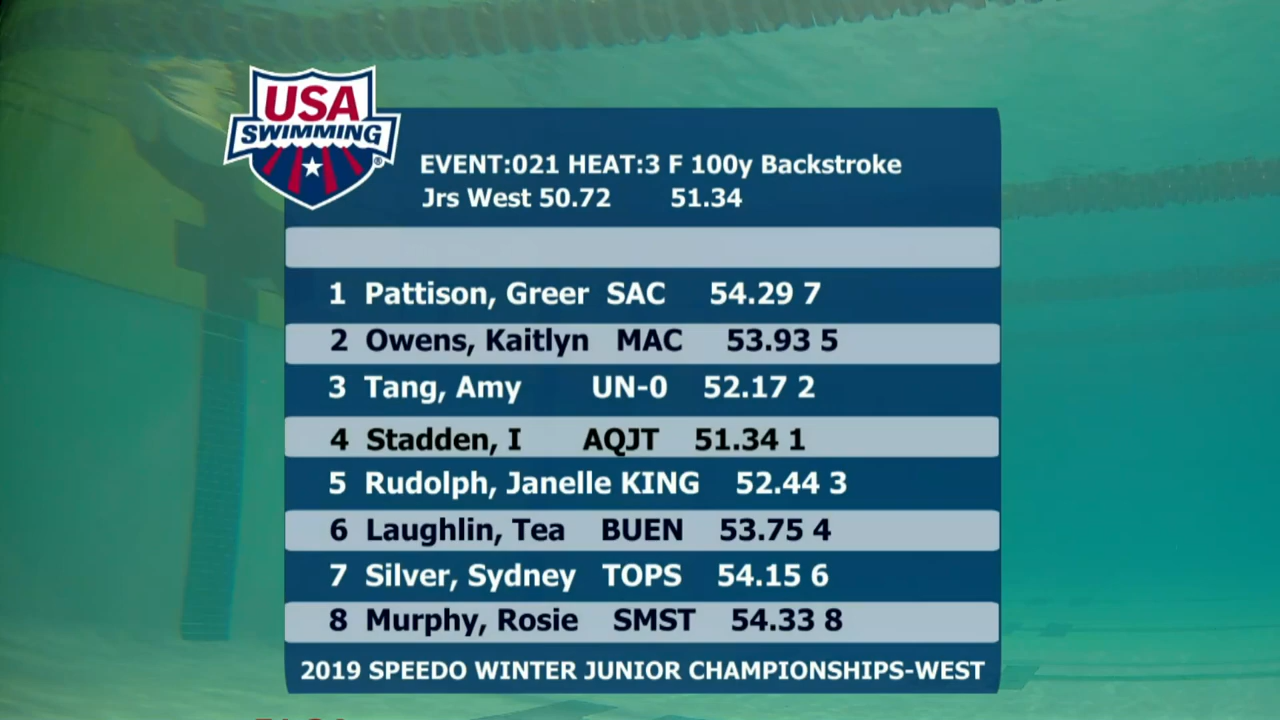 USA
SWIMMING®
EVENT:021 HEAT:3 F 100y Backstroke
Jrs West 50.72 51.34
1 Pattison, Greer SAC 54.29 7
2 Owens, Kaitlyn MAC 53.93 5
3 Tang, Amy UN-0 52.17 2
4 Stadden, I AQJT 51.34 1
5 Rudolph, Janelle KING 52.44 3
6 Laughlin, Tea BUEN 53.75 4
7 Silver, Sydney TOPS 54.15 6
8 Murphy, Rosie SMST 54.33 8
2019 SPEEDO WINTER JUNIOR CHAMPIONSHIPS-WEST